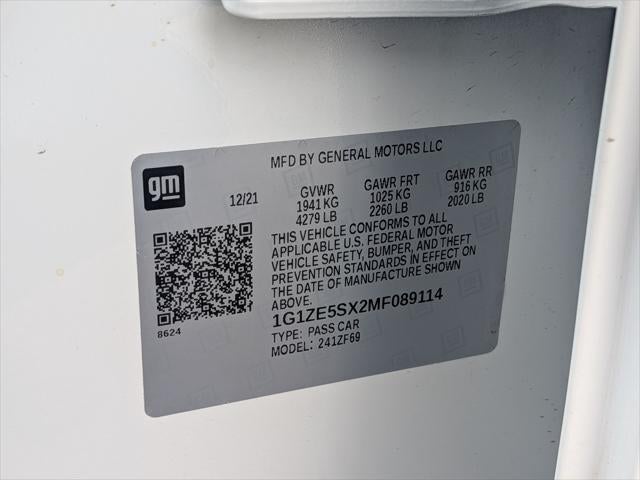 MFD BY GENERAL MOTORS LLC
gm
12/21 GVWR GAWR FRT GAWR RR
1941 KG 1025 KG 916 KG
4279 LB 2260 LB 2020 LB
THIS VEHICLE CONFORMS TO ALL
APPLICABLE U.S. FEDERAL MOTOR
VEHICLE SAFETY, BUMPER, AND THEFT
PREVENTION STANDARDS IN EFFECT ON
THE DATE OF MANUFACTURE SHOWN
ABOVE.
1G1ZE5SX2MF089114
8624
TYPE: PASS CAR
MODEL: 241ZF69